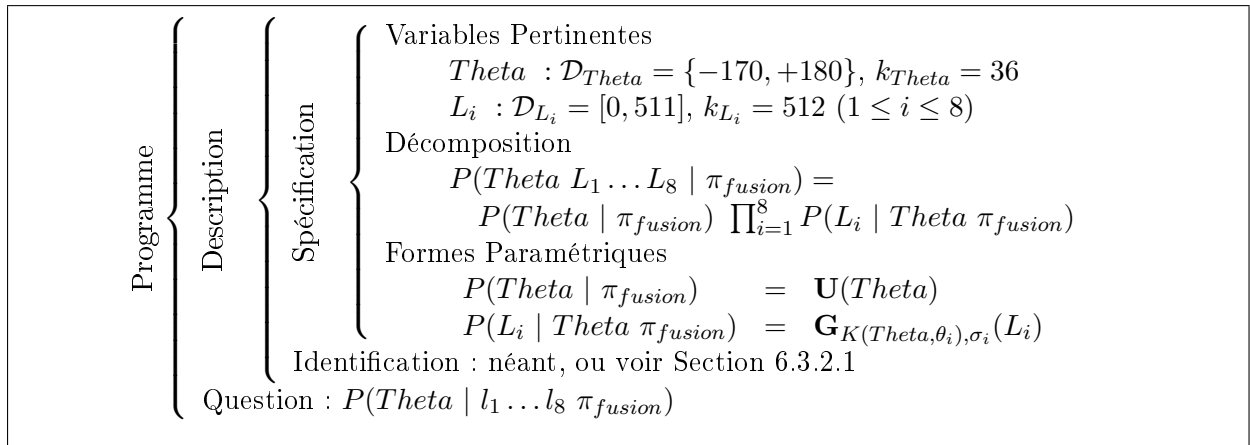 Programme
Description
Spécification
Variables Pertinentes
Theta : D_Theta = {−170, +180}, k_Theta = 36
L_i : D_{L_i} = [0, 511], k_{L_i} = 512 (1 ≤ i ≤ 8)
Décomposition
P(Theta L_1 … L_8 | π_fusion) =
P(Theta | π_fusion) ∏_{i=1}^{8} P(L_i | Theta π_fusion)
Formes Paramétriques
P(Theta | π_fusion) = U(Theta)
P(L_i | Theta π_fusion) = G_{K(Theta,θ_i),σ_i}(L_i)
Identification : néant, ou voir Section 6.3.2.1
Question : P(Theta | l_1 … l_8 π_fusion)